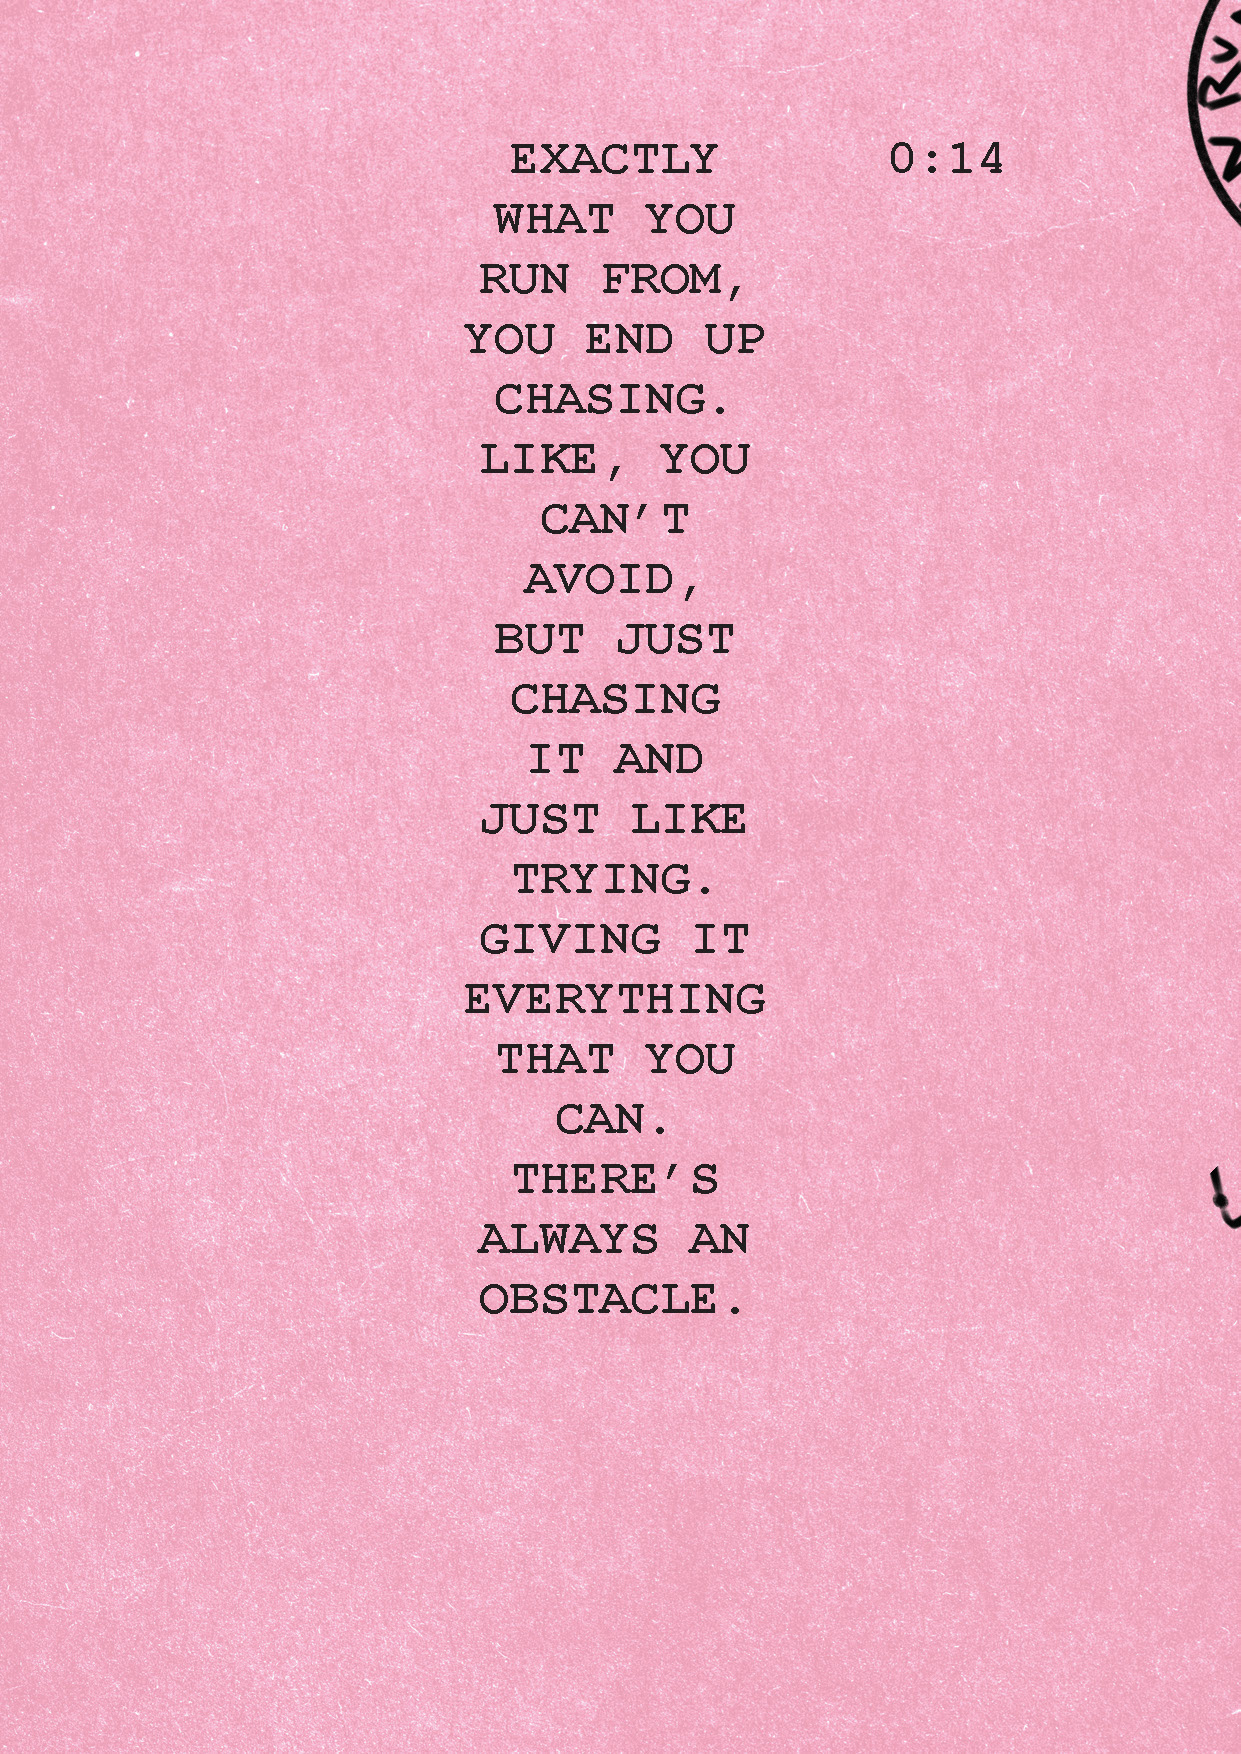 EXACTLY 0:14
WHAT YOU
RUN FROM,
YOU END UP
CHASING.
LIKE, YOU
CAN’T
AVOID,
BUT JUST
CHASING
IT AND
JUST LIKE
TRYING.
GIVING IT
EVERYTHING
THAT YOU
CAN.
THERE’S
ALWAYS AN
OBSTACLE.